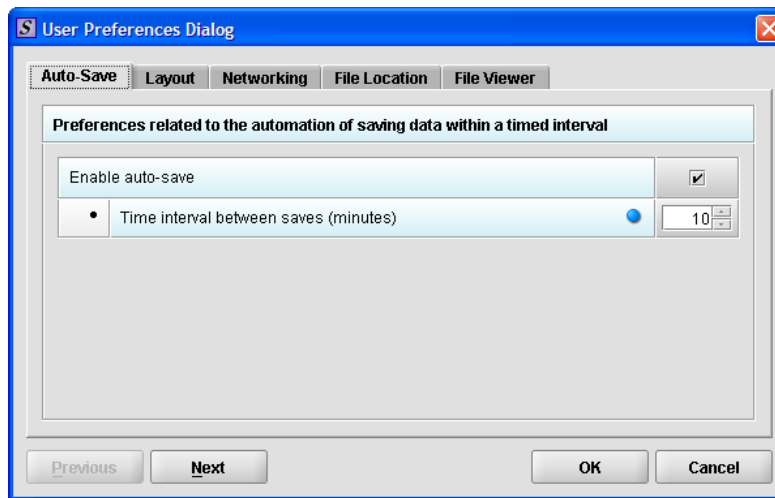 S User Preferences Dialog
Auto-Save Layout Networking File Location File Viewer
Preferences related to the automation of saving data within a timed interval
Enable auto-save
• Time interval between saves (minutes) 10
Previous Next OK Cancel